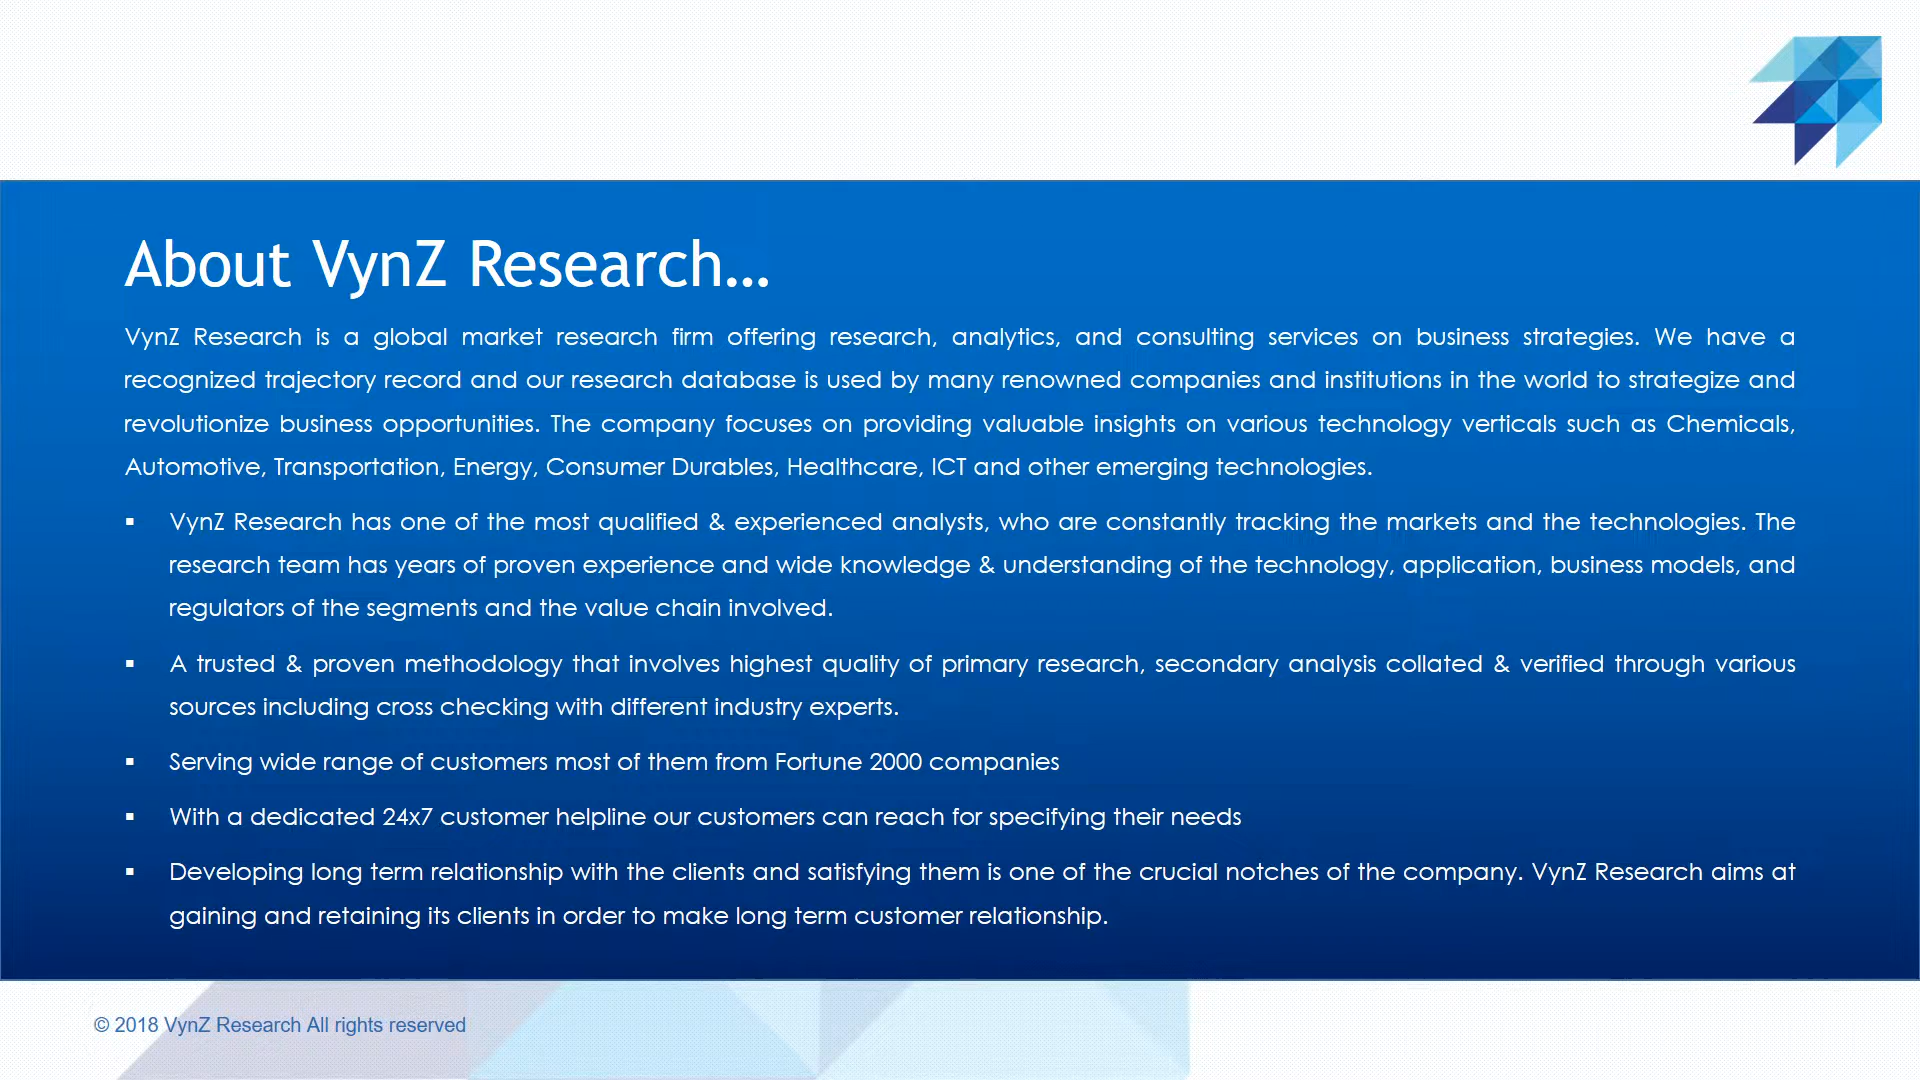 About VynZ Research...
VynZ Research is a global market research firm offering research, analytics, and consulting services on business strategies. We have a
recognized trajectory record and our research database is used by many renowned companies and institutions in the world to strategize and
revolutionize business opportunities. The company focuses on providing valuable insights on various technology verticals such as Chemicals,
Automotive, Transportation, Energy, Consumer Durables, Healthcare, ICT and other emerging technologies.
▪ VynZ Research has one of the most qualified & experienced analysts, who are constantly tracking the markets and the technologies. The
research team has years of proven experience and wide knowledge & understanding of the technology, application, business models, and
regulators of the segments and the value chain involved.
▪ A trusted & proven methodology that involves highest quality of primary research, secondary analysis collated & verified through various
sources including cross checking with different industry experts.
▪ Serving wide range of customers most of them from Fortune 2000 companies
▪ With a dedicated 24x7 customer helpline our customers can reach for specifying their needs
▪ Developing long term relationship with the clients and satisfying them is one of the crucial notches of the company. VynZ Research aims at
gaining and retaining its clients in order to make long term customer relationship.
© 2018 VynZ Research All rights reserved